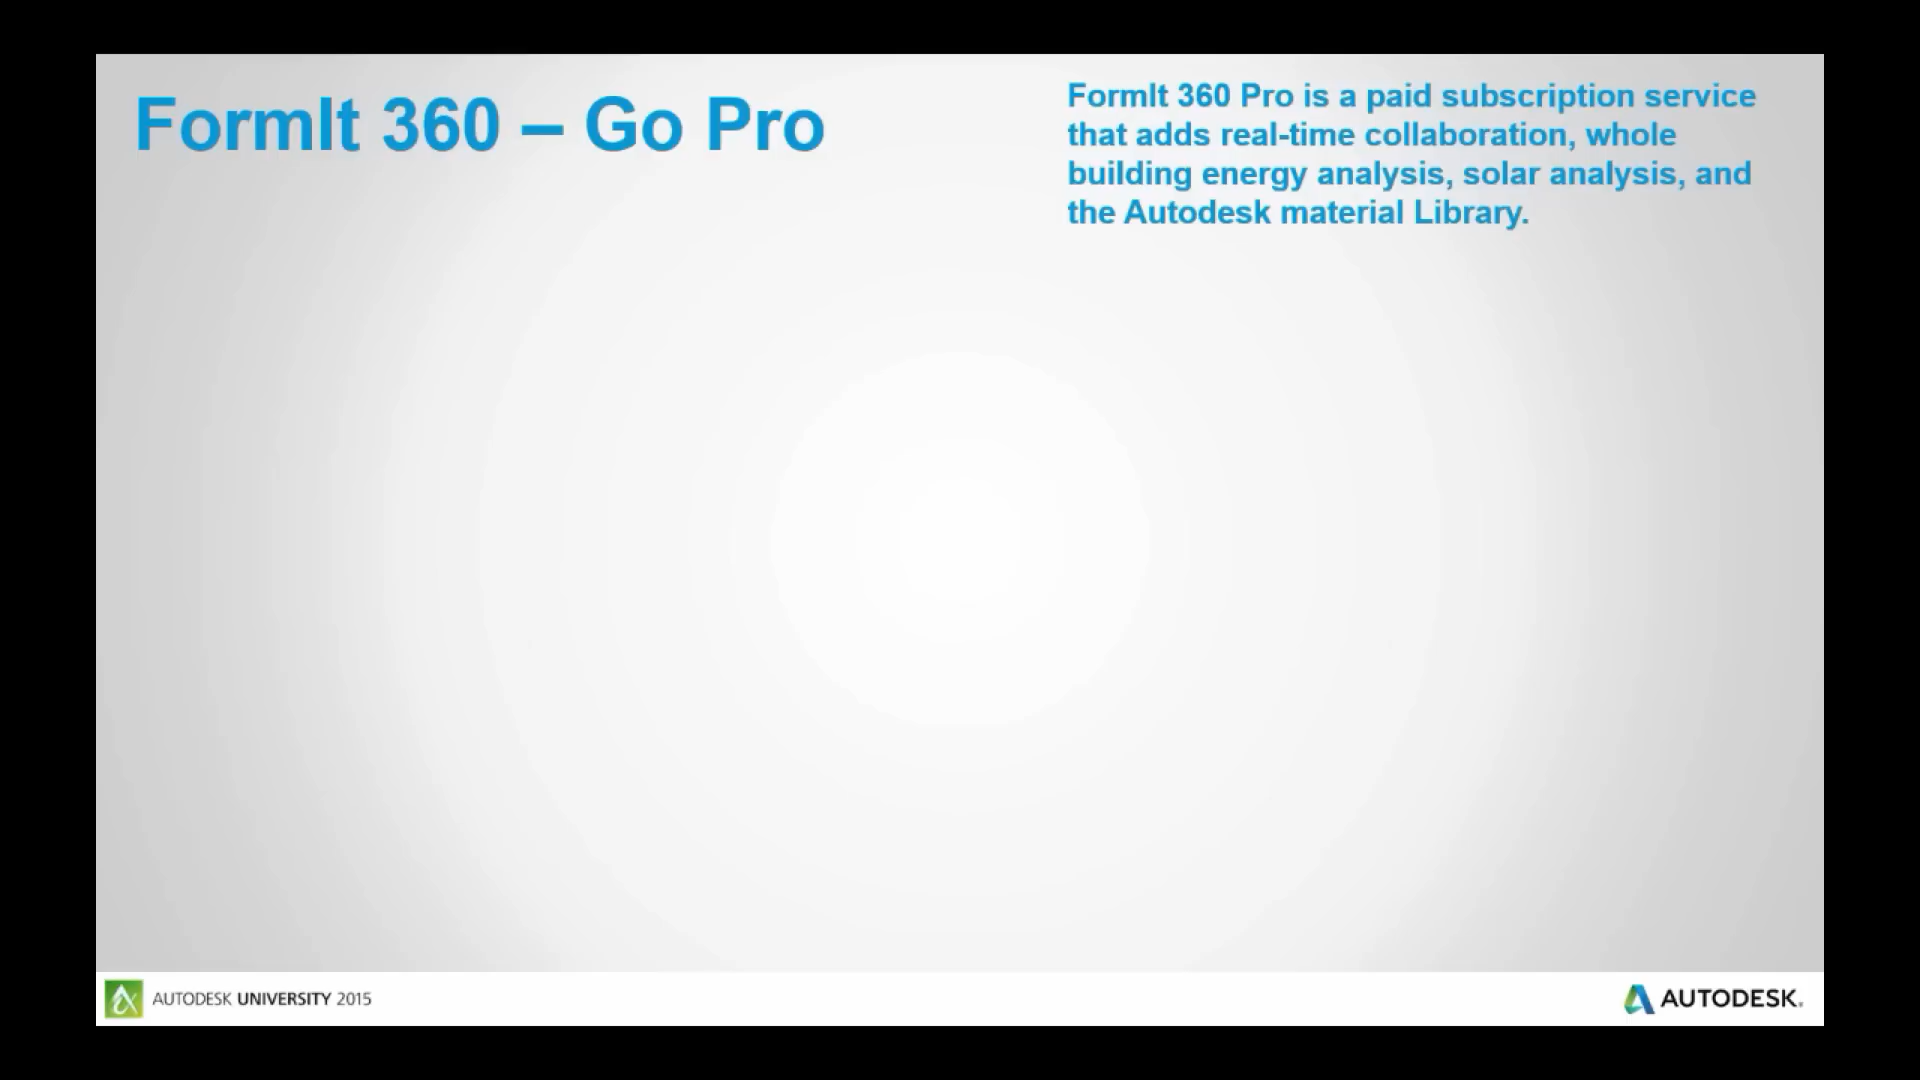 FormIt 360 – Go Pro
FormIt 360 Pro is a paid subscription service
that adds real-time collaboration, whole
building energy analysis, solar analysis, and
the Autodesk material Library.
AUTODESK UNIVERSITY 2015
AUTODESK.